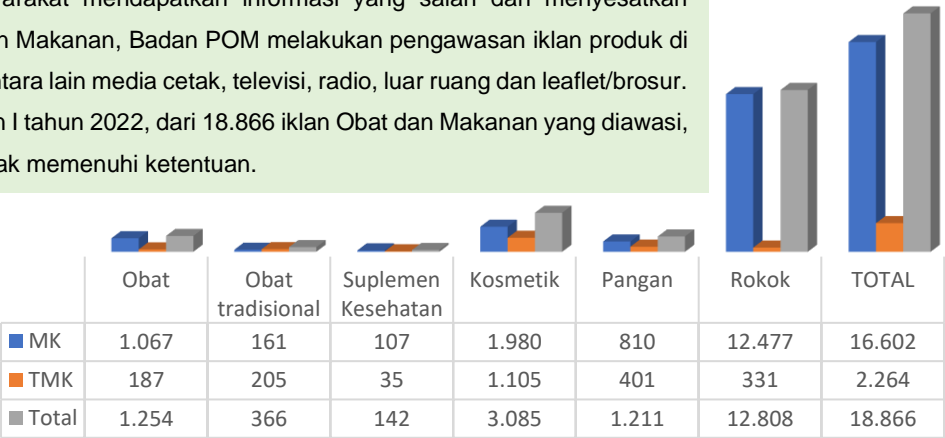 mendapatkan informasi yang salah dan menyesatkan
Makanan, Badan POM melakukan pengawasan iklan produk di
lain media cetak, televisi, radio, luar ruang dan leaflet/brosur.
I tahun 2022, dari 18.866 iklan Obat dan Makanan yang diawasi,
memenuhi ketentuan.
Obat Obat tradisional Suplemen Kesehatan Kosmetik Pangan Rokok TOTAL
MK 1.067 161 107 1.980 810 12.477 16.602
TMK 187 205 35 1.105 401 331 2.264
Total 1.254 366 142 3.085 1.211 12.808 18.866